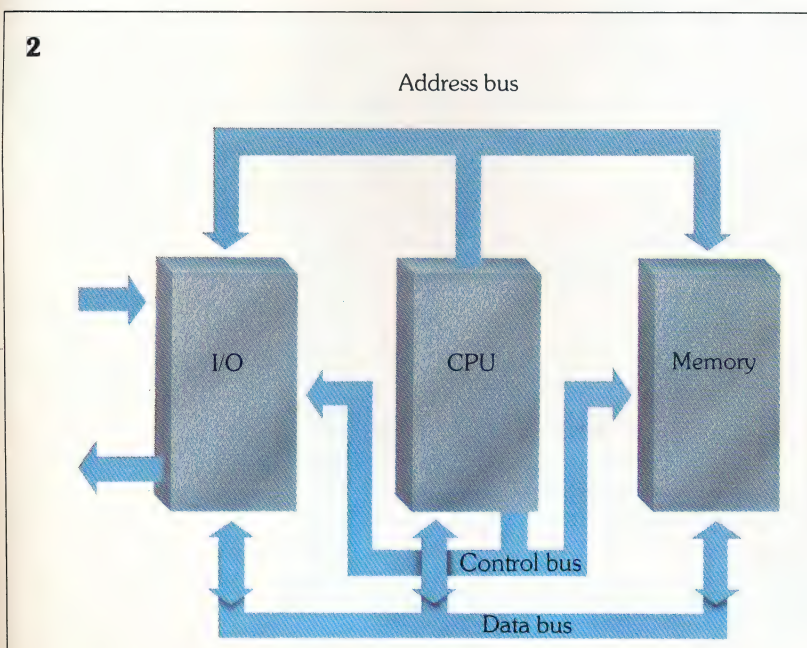 2
Address bus
I/O
CPU
Memory
Control bus
Data bus